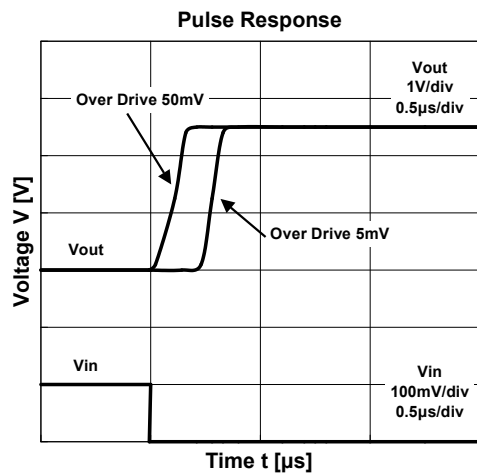 Pulse Response
Vout
1V/div
0.5µs/div
Over Drive 50mV
Over Drive 5mV
Vout
Vin
Vin
100mV/div
0.5µs/div
Voltage V [V]
Time t [µs]